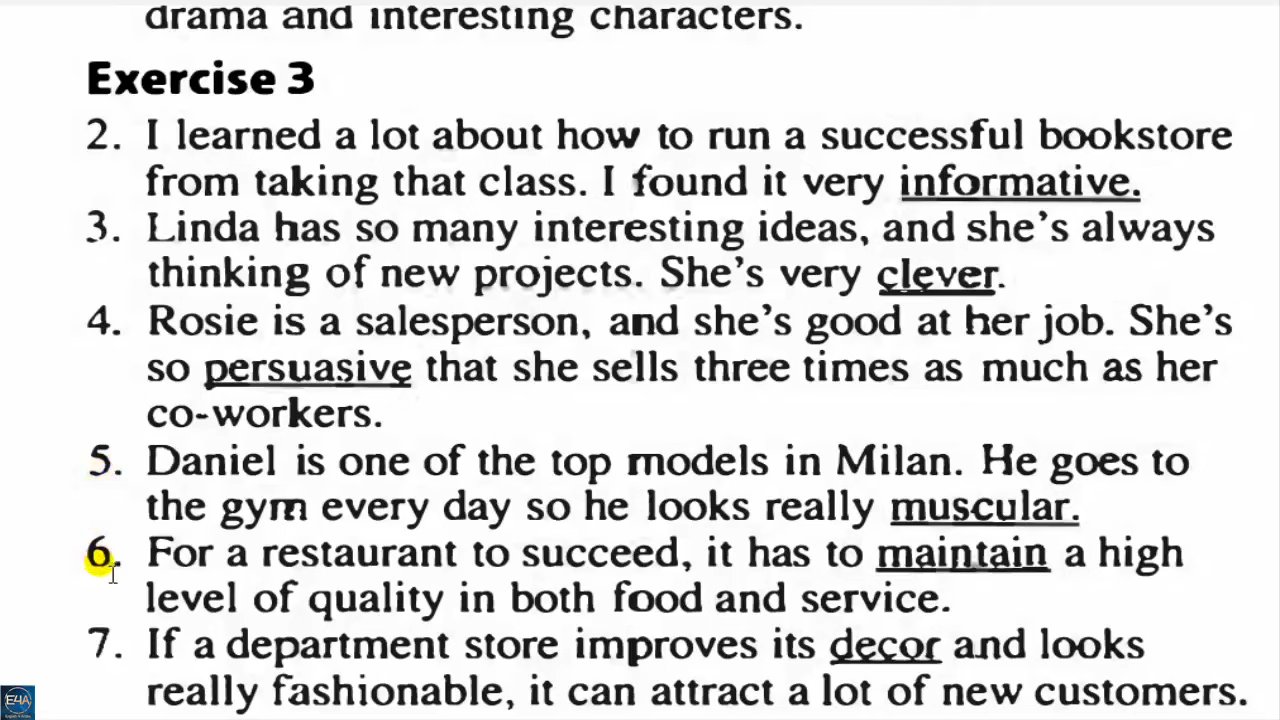 drama and interesting characters.
Exercise 3
2. I learned a lot about how to run a successful bookstore
from taking that class. I found it very informative.
3. Linda has so many interesting ideas, and she's always
thinking of new projects. She's very clever.
4. Rosie is a salesperson, and she's good at her job. She's
so persuasive that she sells three times as much as her
co-workers.
5. Daniel is one of the top models in Milan. He goes to
the gym every day so he looks really muscular.
6. For a restaurant to succeed, it has to maintain a high
level of quality in both food and service.
7. If a department store improves its decor and looks
really fashionable, it can attract a lot of new customers.
E4A